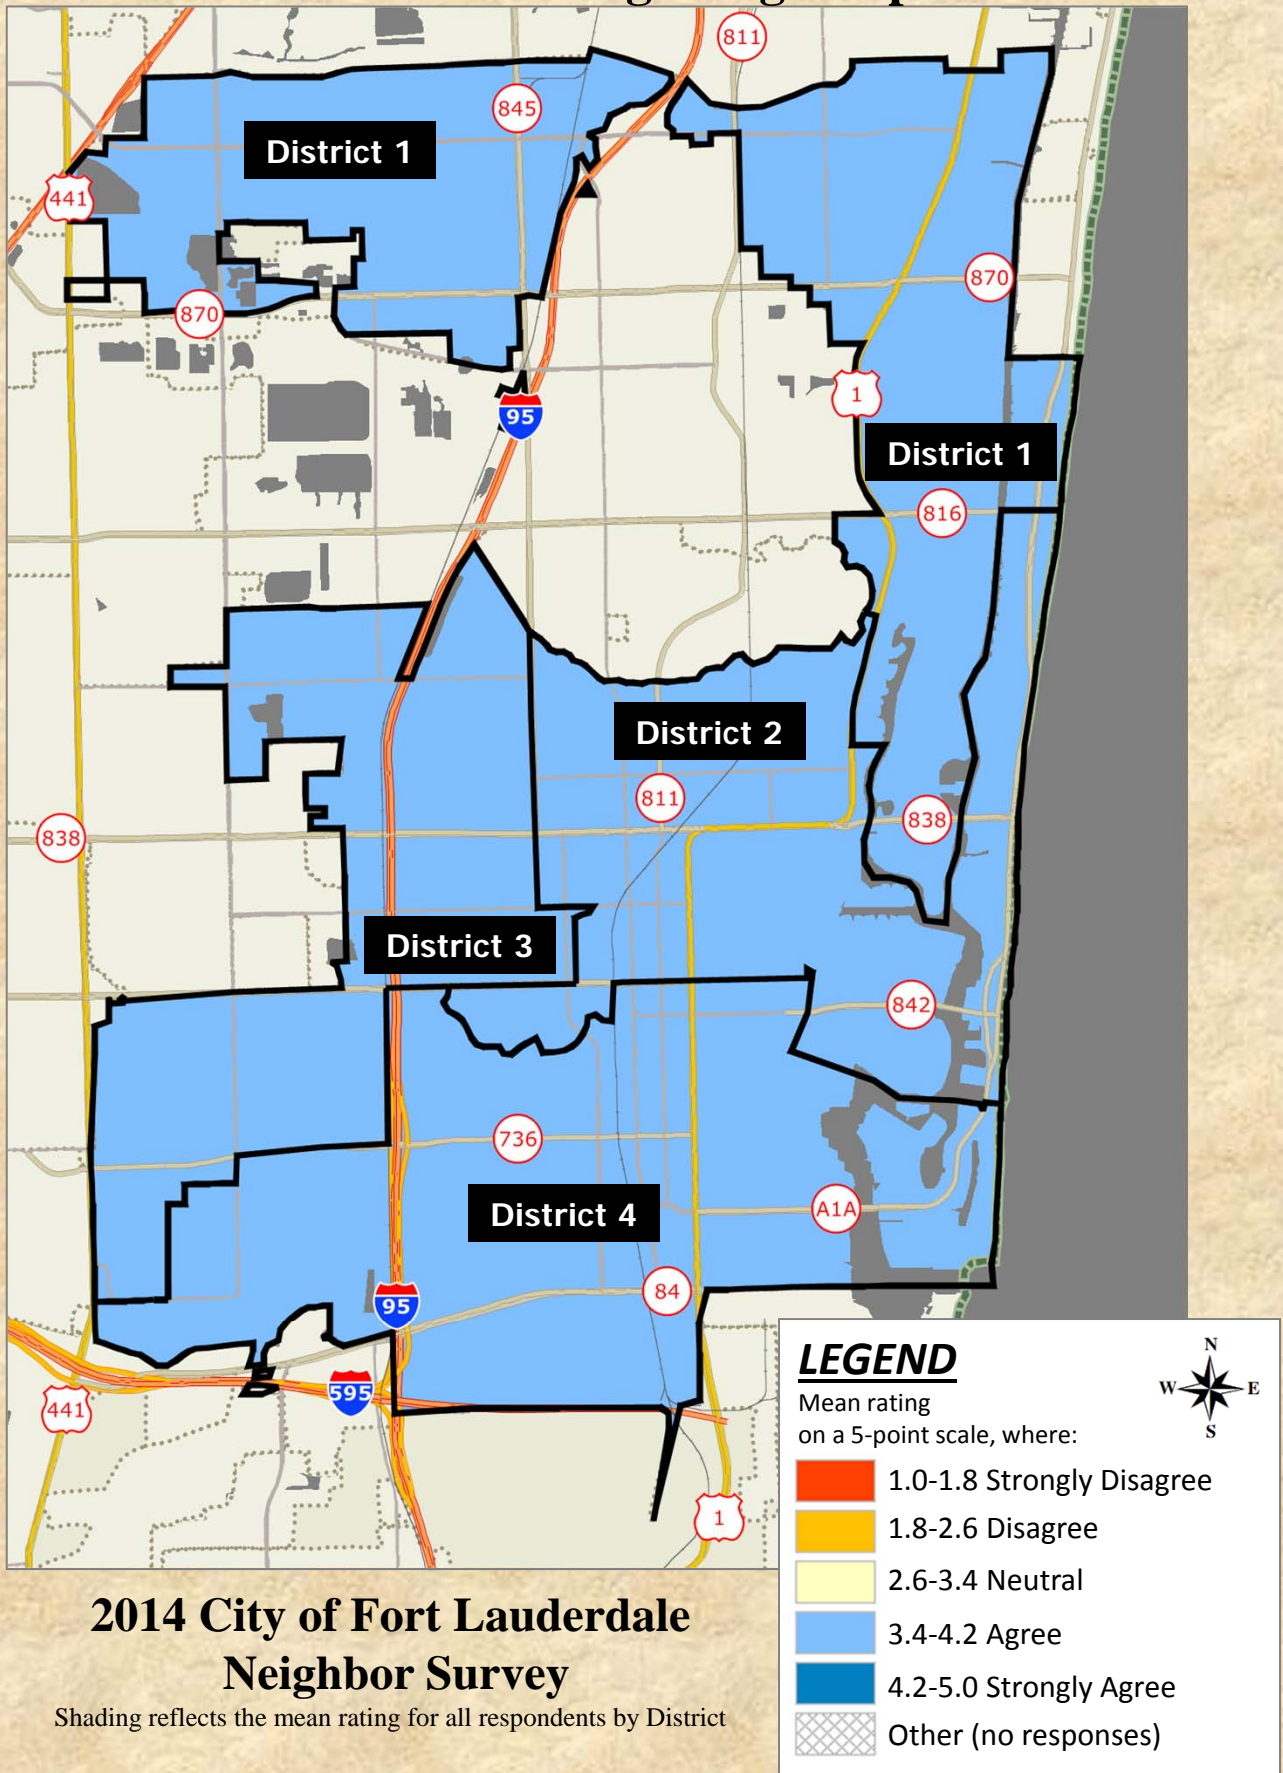 811
845
District 1
441
870
870
1
95
District 1
816
District 2
811
838
838
District 3
842
736
District 4
A1A
84
95
595
441
1
LEGEND
Mean rating
on a 5-point scale, where:
N
W
E
S
1.0-1.8 Strongly Disagree
1.8-2.6 Disagree
2.6-3.4 Neutral
3.4-4.2 Agree
4.2-5.0 Strongly Agree
Other (no responses)
2014 City of Fort Lauderdale
Neighbor Survey
Shading reflects the mean rating for all respondents by District